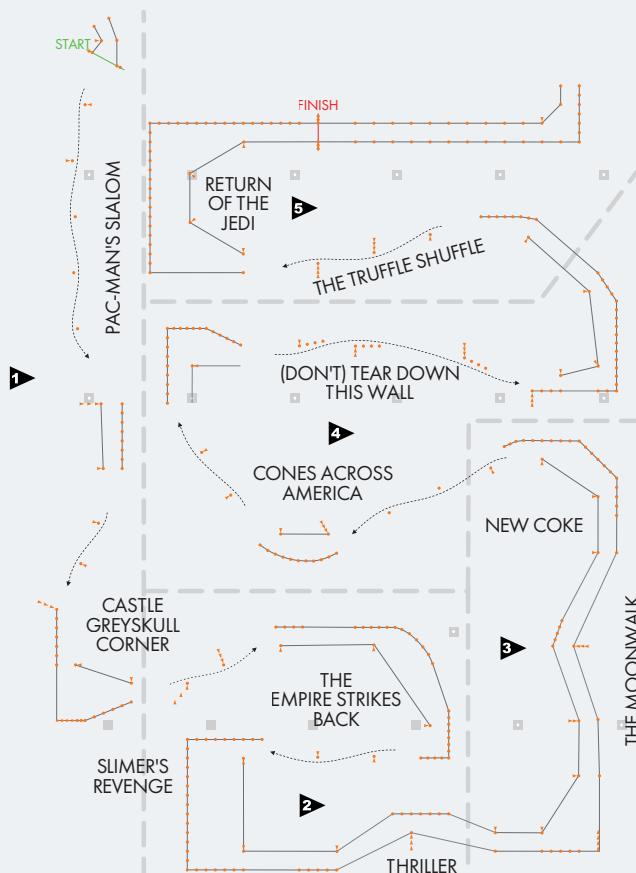 START
FINISH
PAC-MAN'S SLALOM
RETURN
OF THE
JEDI
5
THE TRUFFLE SHUFFLE
1
(DON'T) TEAR DOWN
THIS WALL
4
CONES ACROSS
AMERICA
NEW COKE
CASTLE
GREYSKULL
CORNER
3
THE MOONWALK
THE
EMPIRE STRIKES
BACK
SLIMER'S
REVENGE
2
THRILLER